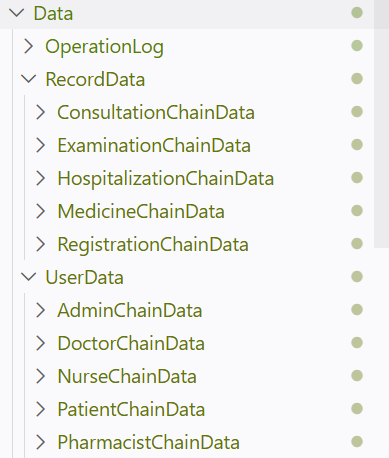 Data
OperationLog
RecordData
ConsultationChainData
ExaminationChainData
HospitalizationChainData
MedicineChainData
RegistrationChainData
UserData
AdminChainData
DoctorChainData
NurseChainData
PatientChainData
PharmacistChainData